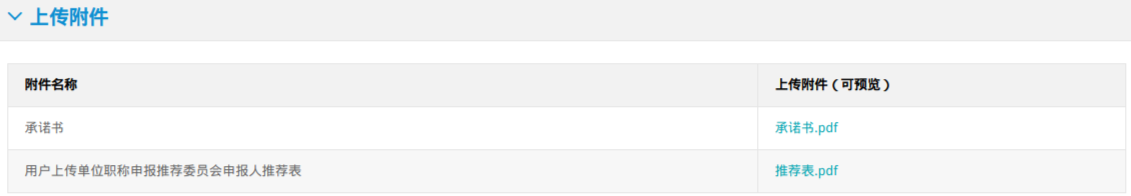 上传附件
附件名称 上传附件（可预览）
承诺书 承诺书.pdf
用户上传单位职称申报推荐委员会申报人推荐表 推荐表.pdf